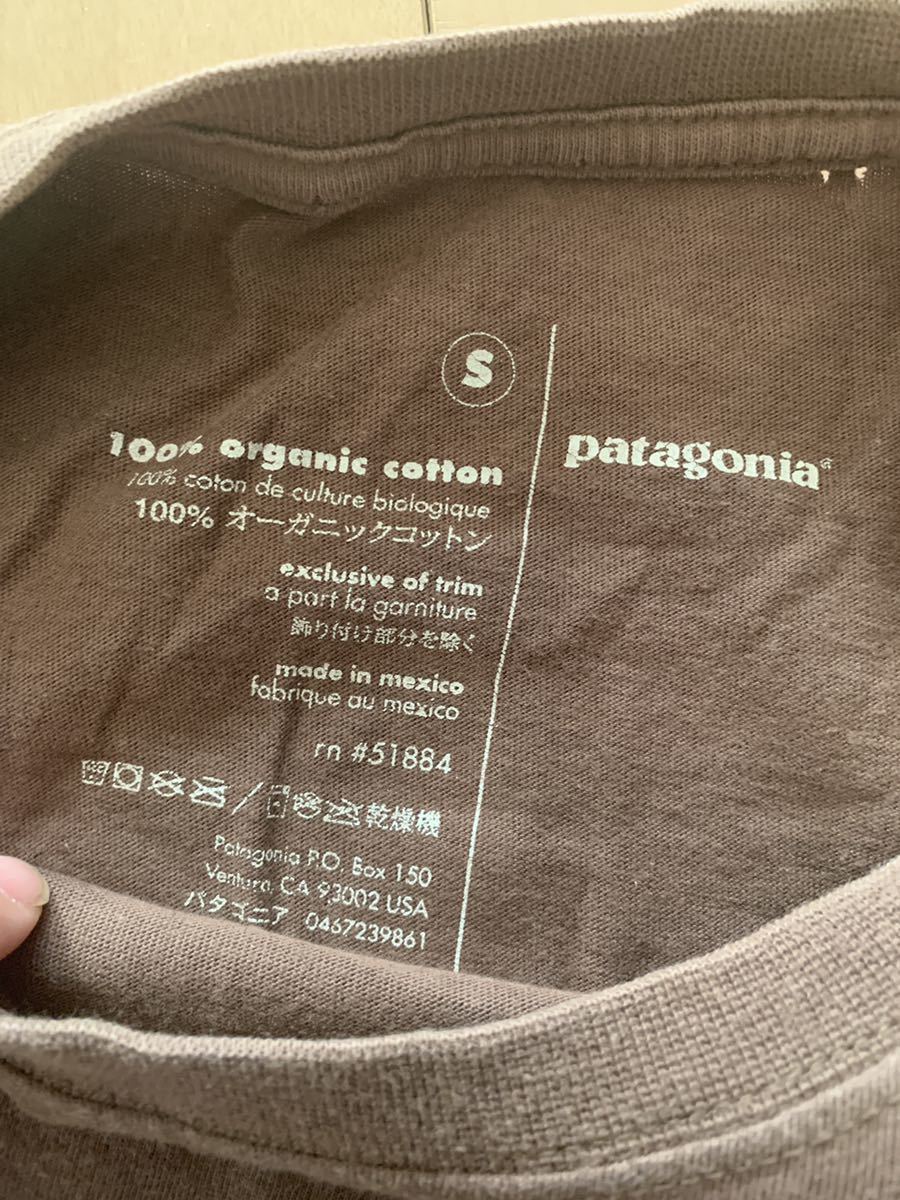 S
100% organic cotton
100% coton de culture biologique
100% オーガニックコットン
exclusive of trim
a part la garniture
飾り付け部分を除く
made in mexico
fabrique au mexico
rn #51884
乾燥機
Patagonia P.O. Box 150
Ventura, CA 93002 USA
パタゴニア 0467239861
patagonia®